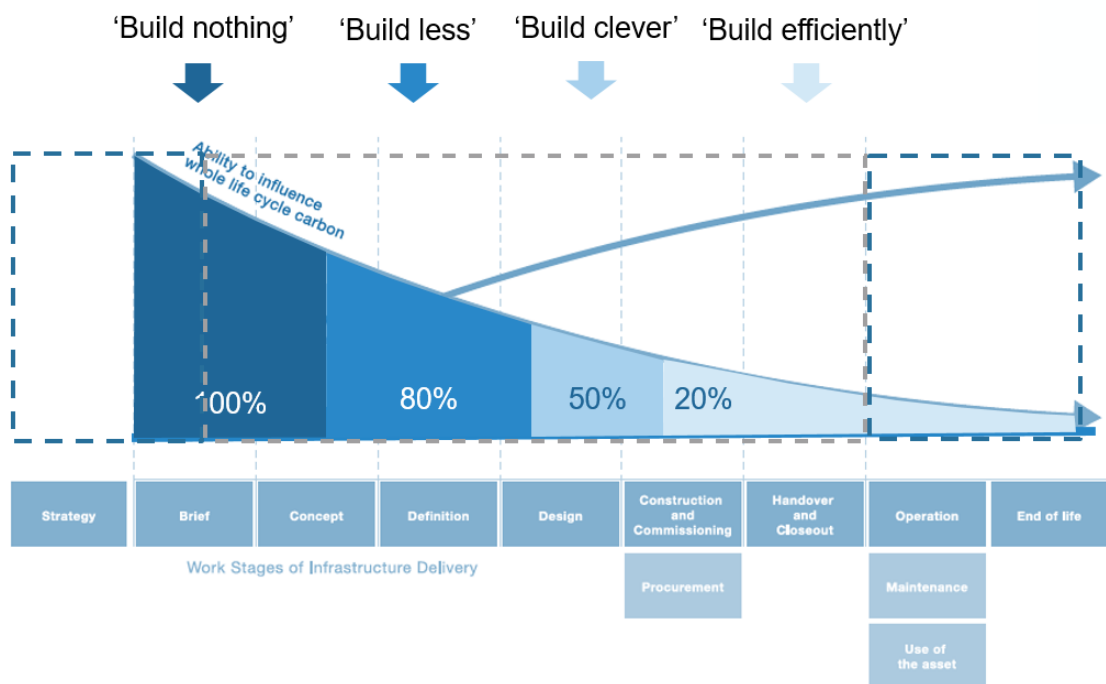 ‘Build nothing’ ‘Build less’ ‘Build clever’ ‘Build efficiently’
Ability to influence
whole life cycle carbon
100% 80% 50% 20%
Strategy
Brief
Concept
Definition
Design
Construction
and
Commissioning
Handover
and
Closeout
Operation
End of life
Work Stages of Infrastructure Delivery
Procurement
Maintenance
Use of
the asset